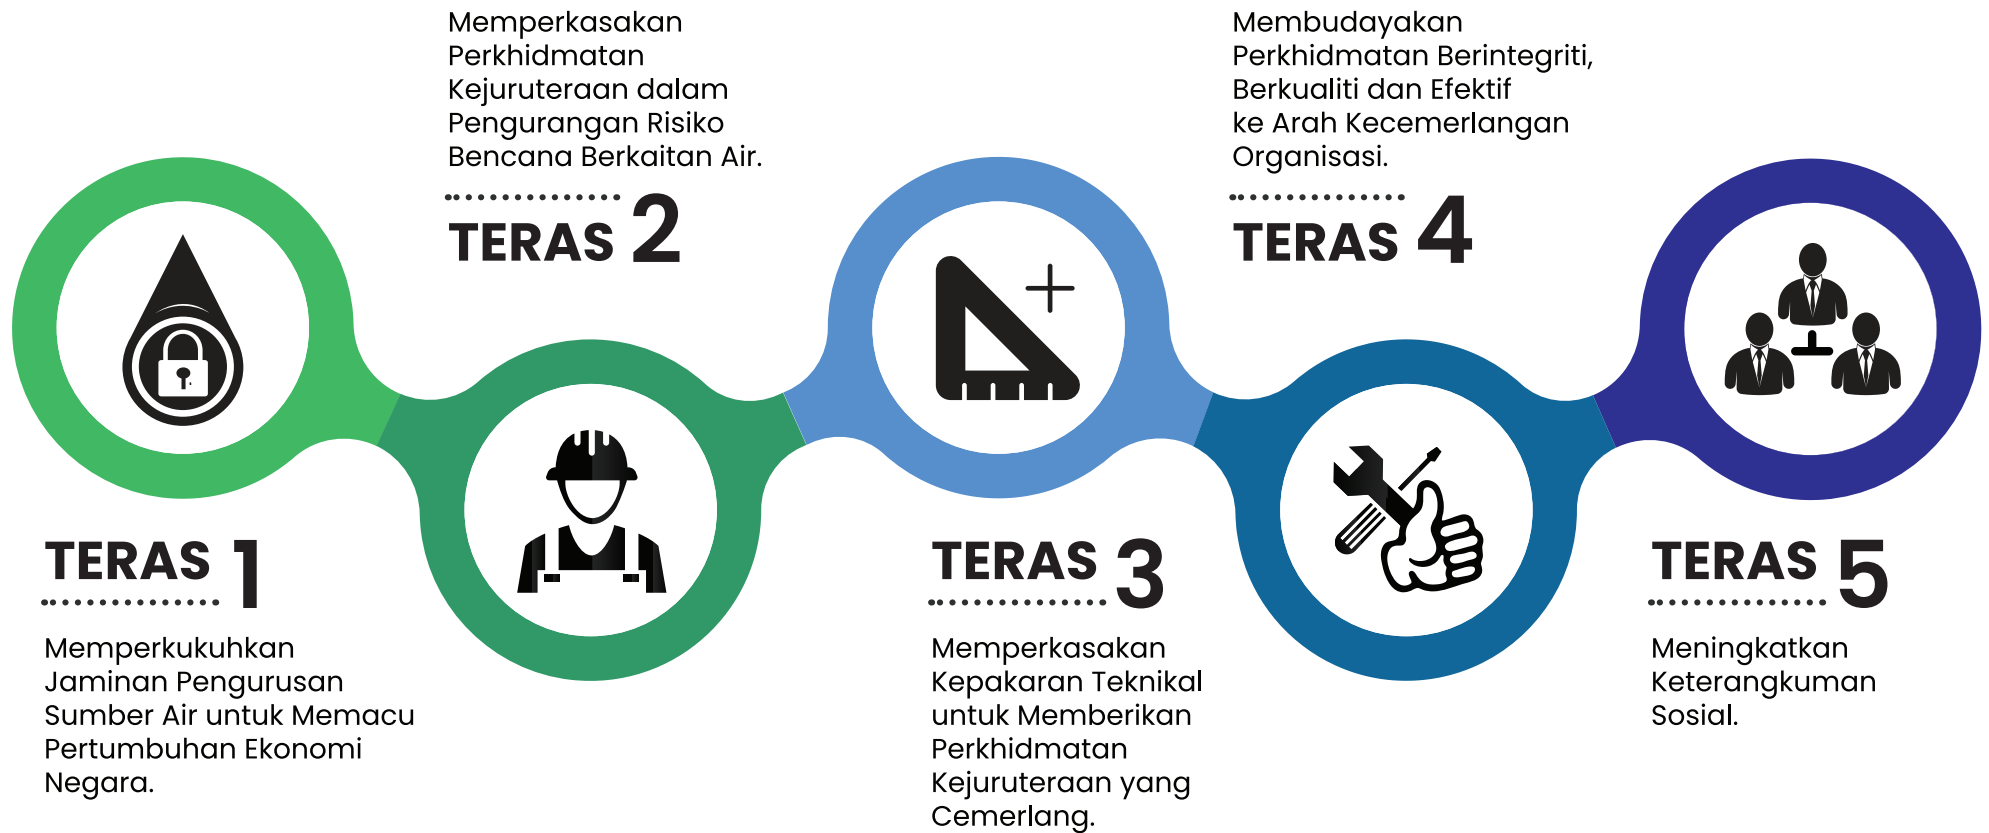 TERAS 1
Memperkukuhkan
Jaminan Pengurusan
Sumber Air untuk Memacu
Pertumbuhan Ekonomi
Negara.
Memperkasakan
Perkhidmatan
Kejuruteraan dalam
Pengurangan Risiko
Bencana Berkaitan Air.
TERAS 2
TERAS 3
Memperkasakan
Kepakaran Teknikal
untuk Memberikan
Perkhidmatan
Kejuruteraan yang
Cemerlang.
Membudayakan
Perkhidmatan Berintegriti,
Berkualiti dan Efektif
ke Arah Kecemerlangan
Organisasi.
TERAS 4
TERAS 5
Meningkatkan
Keterangkuman
Sosial.